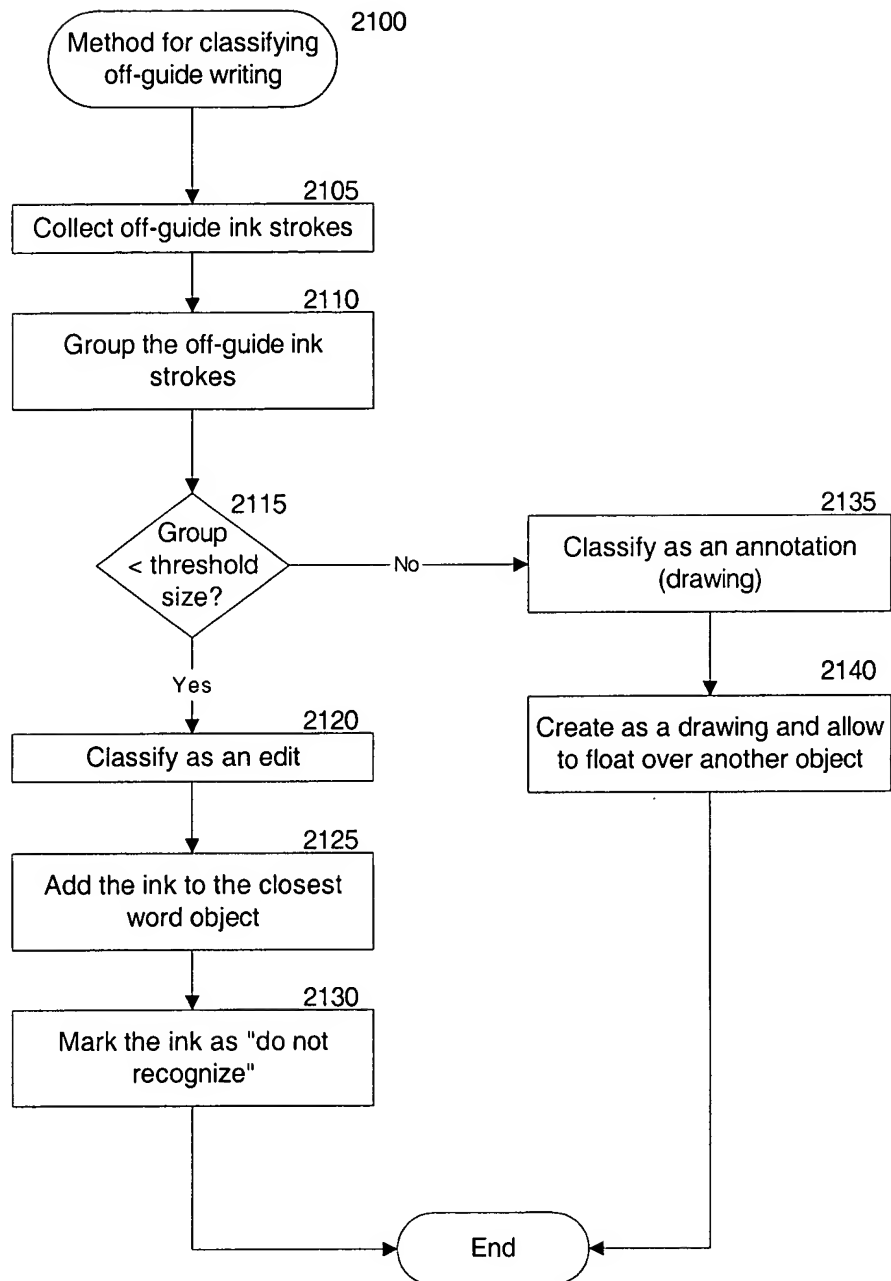 2100
Method for classifying
off-guide writing
2105
Collect off-guide ink strokes
2110
Group the off-guide ink
strokes
2115
Group
< threshold
size?
No
2135
Classify as an annotation
(drawing)
Yes
2140
Create as a drawing and allow
to float over another object
2120
Classify as an edit
2125
Add the ink to the closest
word object
2130
Mark the ink as "do not
recognize"
End